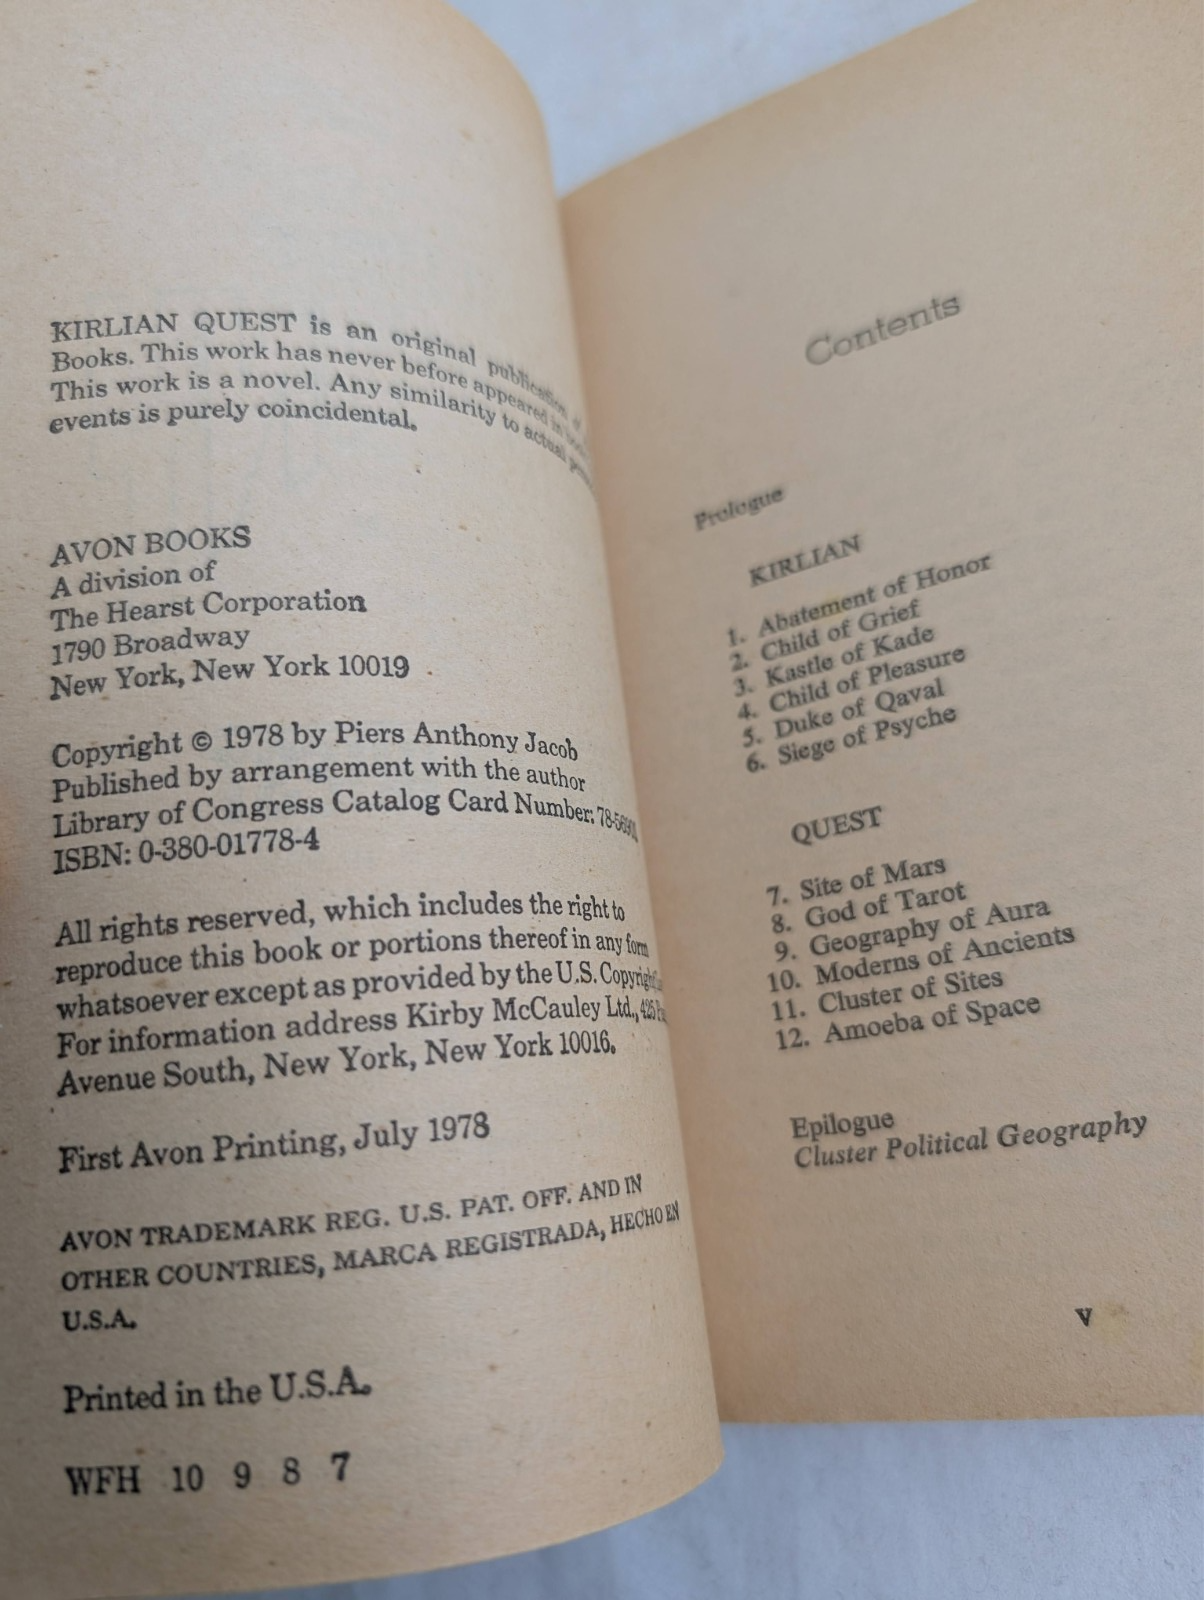 KIRLIAN QUEST is an original publication of
Books. This work has never before appeared in book
This work is a novel. Any similarity to actual
events is purely coincidental.
AVON BOOKS
A division of
The Hearst Corporation
1790 Broadway
New York, New York 10019
Copyright © 1978 by Piers Anthony Jacob
Published by arrangement with the author
Library of Congress Catalog Card Number:
ISBN: 0-380-01778-4
All rights reserved, which includes the right to
reproduce this book or portions thereof in any form
whatsoever except as provided by the U.S. Copyright
For information address Kirby McCauley Ltd., 425
Avenue South, New York, New York 10016.
First Avon Printing, July 1978
AVON TRADEMARK REG. U.S. PAT. OFF. AND IN
OTHER COUNTRIES, MARCA REGISTRADA, HECHO EN
U.S.A.
Printed in the U.S.A.
WFH 10 9 8 7
Contents
Prologue
KIRLIAN
1. Abatement of Honor
2. Child of Grief
3. Kastle of Kade
4. Child of Pleasure
5. Duke of Qaval
6. Siege of Psyche
QUEST
7. Site of Mars
8. God of Tarot
9. Geography of Aura
10. Moderns of Ancients
11. Cluster of Sites
12. Amoeba of Space
Epilogue
Cluster Political Geography
v